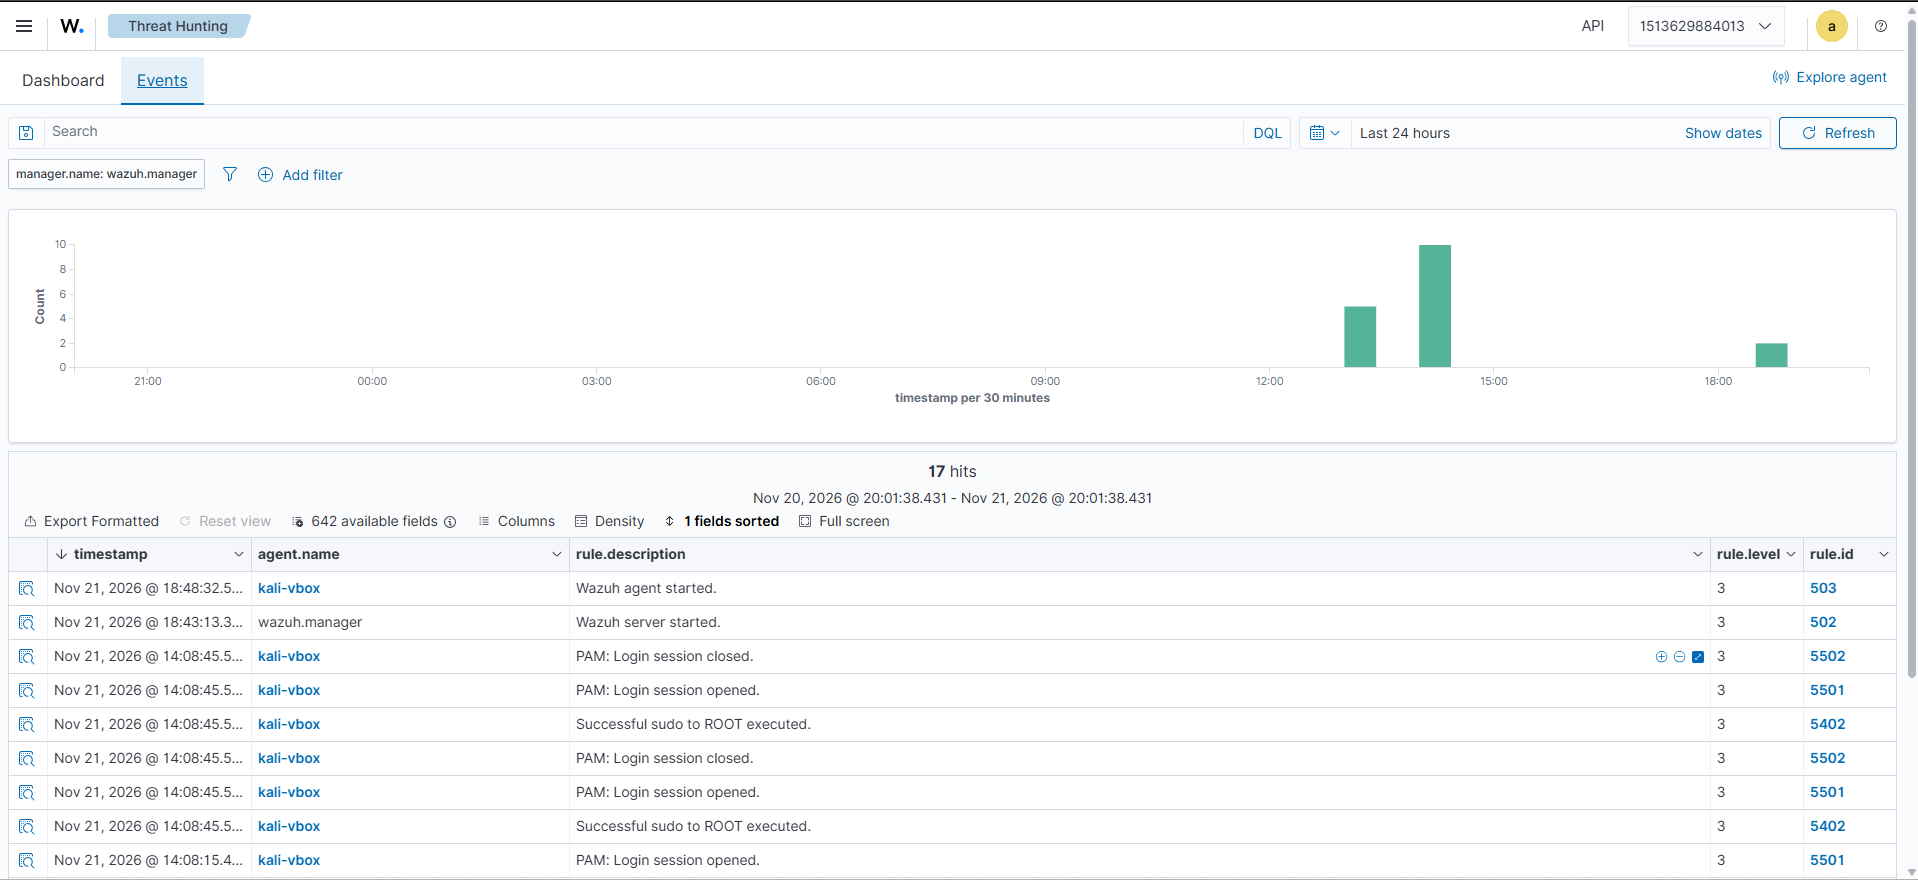 W. Threat Hunting API 1513629884013 a
Dashboard Events Explore agent
Search DQL Last 24 hours Show dates Refresh
manager.name: wazuh.manager Add filter
10
8
6
4
2
0
Count
21:00 00:00 03:00 06:00 09:00 12:00 15:00 18:00
timestamp per 30 minutes
17 hits
Nov 20, 2026 @ 20:01:38.431 - Nov 21, 2026 @ 20:01:38.431
Export Formatted Reset view 642 available fields Columns Density 1 fields sorted Full screen
timestamp agent.name rule.description rule.level rule.id
Nov 21, 2026 @ 18:48:32.5... kali-vbox Wazuh agent started. 3 503
Nov 21, 2026 @ 18:43:13.3... wazuh.manager Wazuh server started. 3 502
Nov 21, 2026 @ 14:08:45.5... kali-vbox PAM: Login session closed. 3 5502
Nov 21, 2026 @ 14:08:45.5... kali-vbox PAM: Login session opened. 3 5501
Nov 21, 2026 @ 14:08:45.5... kali-vbox Successful sudo to ROOT executed. 3 5402
Nov 21, 2026 @ 14:08:45.5... kali-vbox PAM: Login session closed. 3 5502
Nov 21, 2026 @ 14:08:45.5... kali-vbox PAM: Login session opened. 3 5501
Nov 21, 2026 @ 14:08:45.5... kali-vbox Successful sudo to ROOT executed. 3 5402
Nov 21, 2026 @ 14:08:15.4... kali-vbox PAM: Login session opened. 3 5501